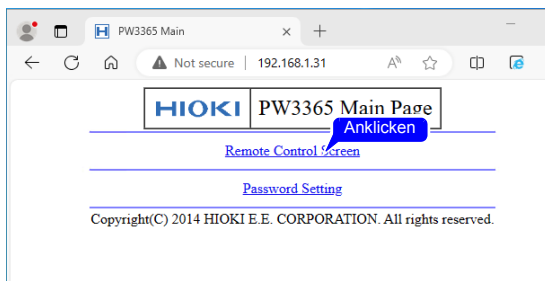 PW3365 Main
Not secure 192.168.1.31
HIOKI PW3365 Main Page
Anklicken
Remote Control Screen
Password Setting
Copyright(C) 2014 HIOKI E.E. CORPORATION. All rights reserved.